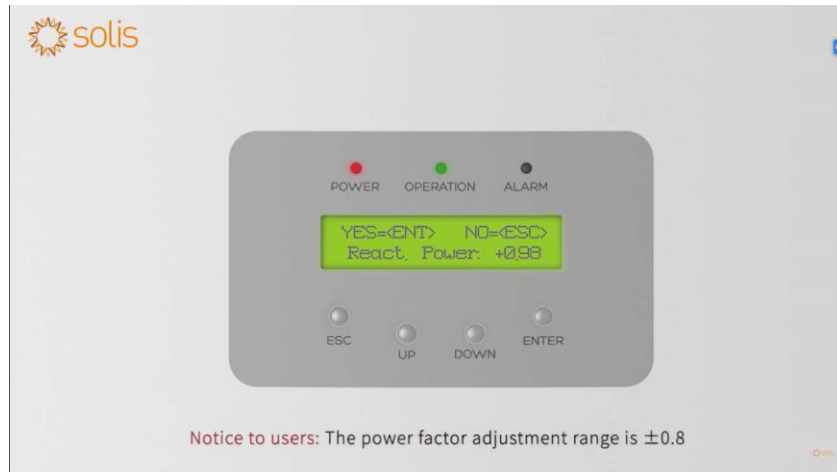 solis
POWER OPERATION ALARM
YES=<ENT> NO=<ESC>
React. Power: +0.98
ESC UP DOWN ENTER
Notice to users: The power factor adjustment range is ±0.8